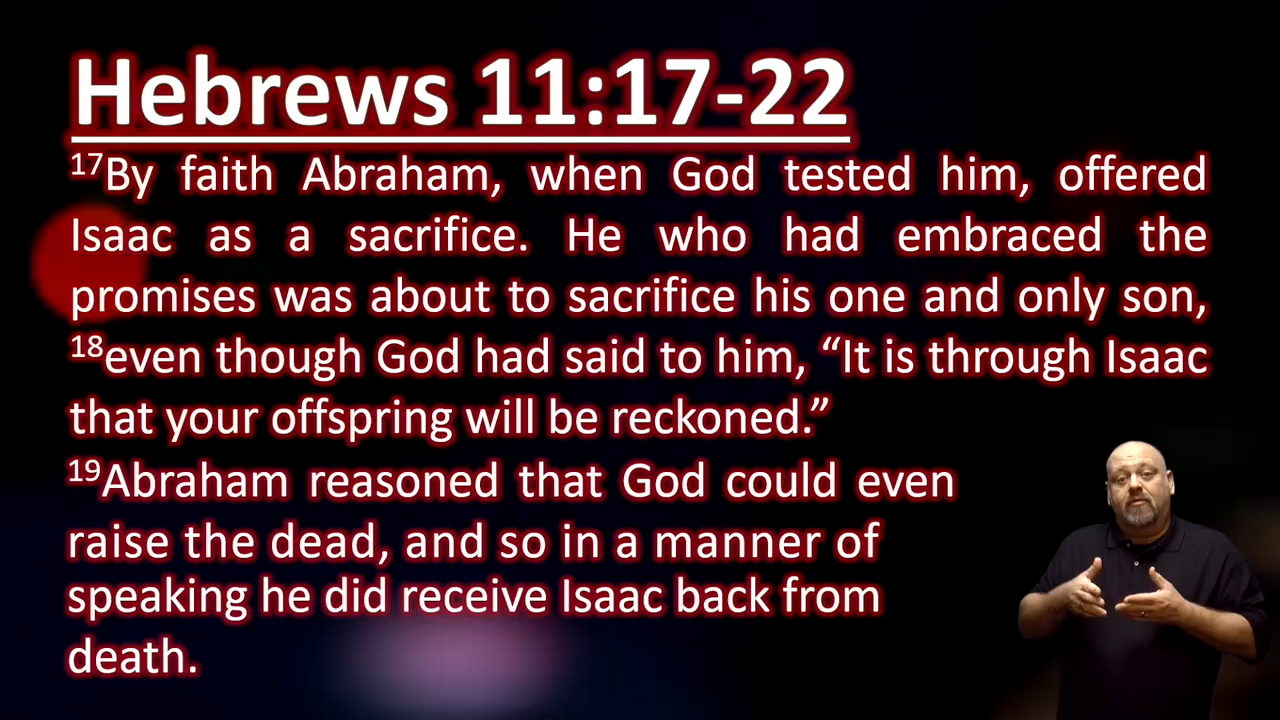 Hebrews 11:17-22
17By faith Abraham, when God tested him, offered
Isaac as a sacrifice. He who had embraced the
promises was about to sacrifice his one and only son,
18even though God had said to him, “It is through Isaac
that your offspring will be reckoned.”
19Abraham reasoned that God could even
raise the dead, and so in a manner of
speaking he did receive Isaac back from
death.